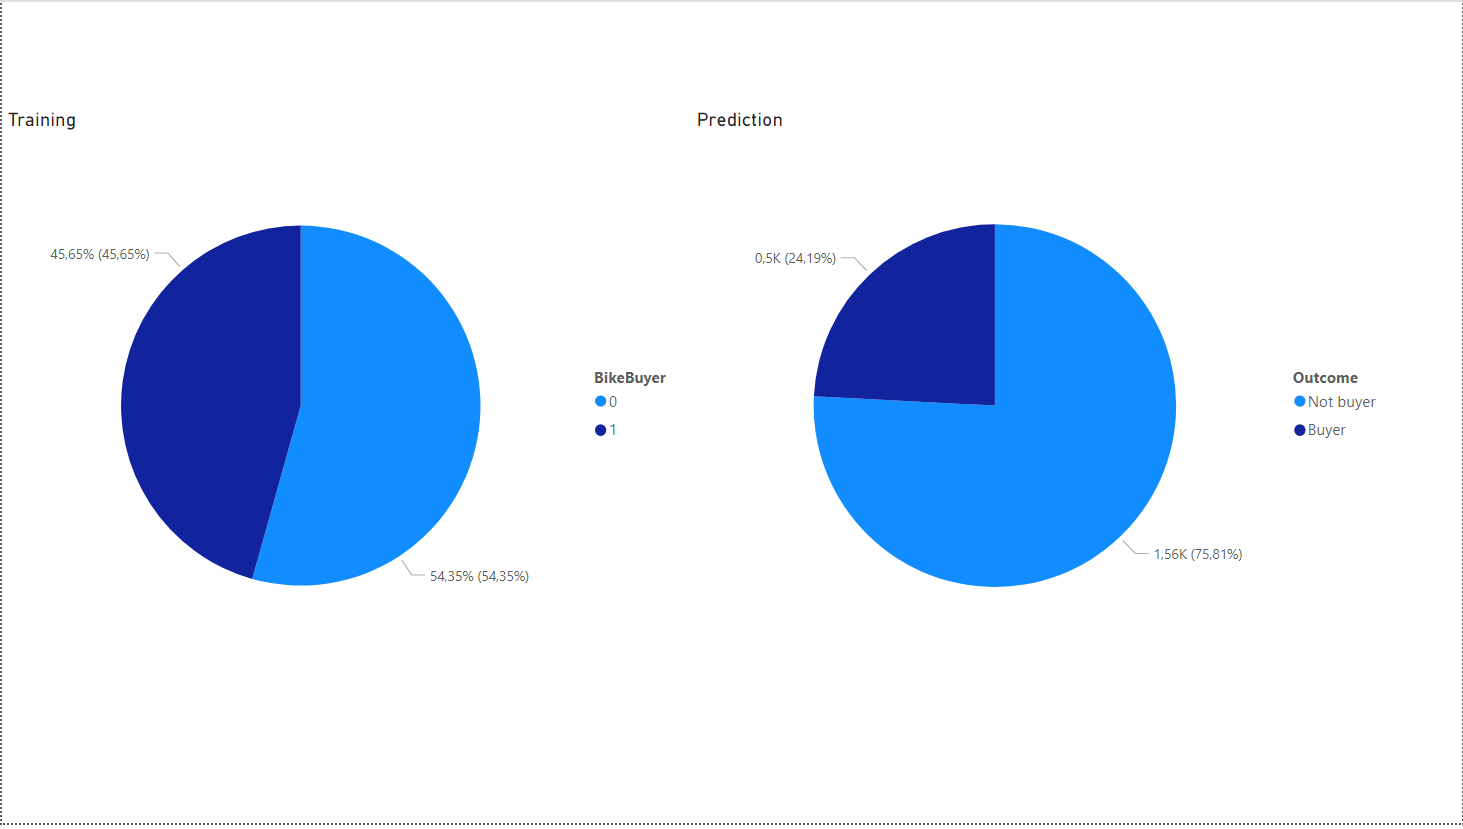 Training
45,65% (45,65%)
54,35% (54,35%)
BikeBuyer
0
1
Prediction
0,5K (24,19%)
1,56K (75,81%)
Outcome
Not buyer
Buyer